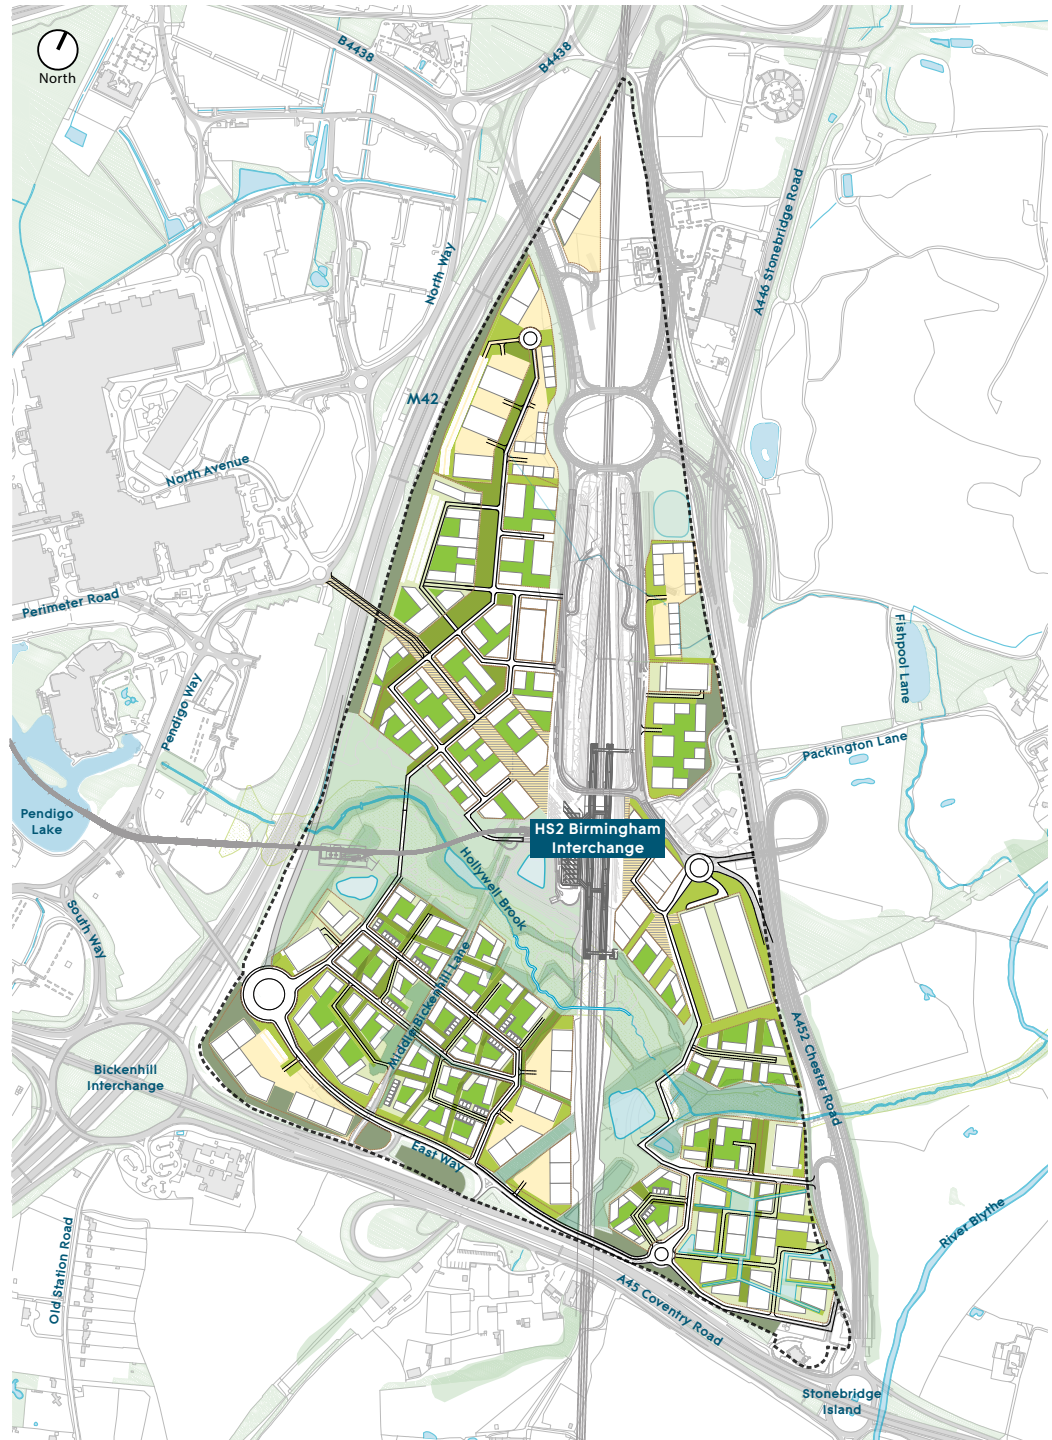 B4438
B4438
North
A446 Stonebridge Road
North Way
M42
North Avenue
Perimeter Road
Fishpool Lane
Pendigo Way
Packington Lane
Pendigo
Lake
HS2 Birmingham
Interchange
Hollywell Brook
South Way
Middle Bickenhill Lane
A452 Chester Road
Bickenhill
Interchange
East Way
River Blythe
Old Station Road
A45 Coventry Road
Stonebridge
Island